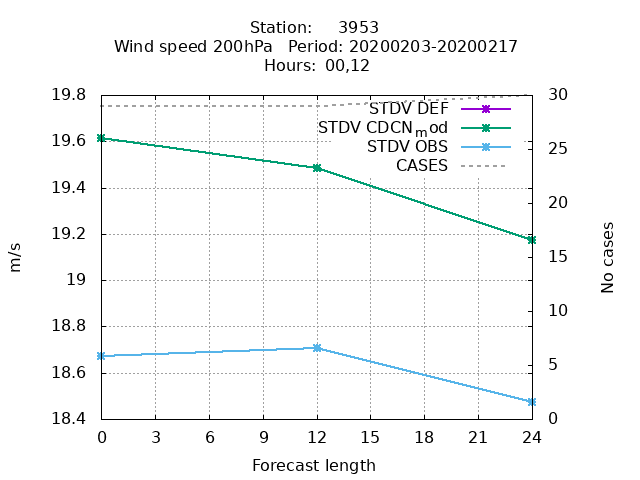 Station:     3953
Wind speed 200hPa   Period: 20200203-20200217
Hours: 00,12
19.8
19.6
19.4
19.2
19
18.8
18.6
18.4
m/s
STDV DEF
STDV CDCN_mod
STDV OBS
CASES
30
25
20
15
10
5
0
No cases
0 3 6 9 12 15 18 21 24
Forecast length